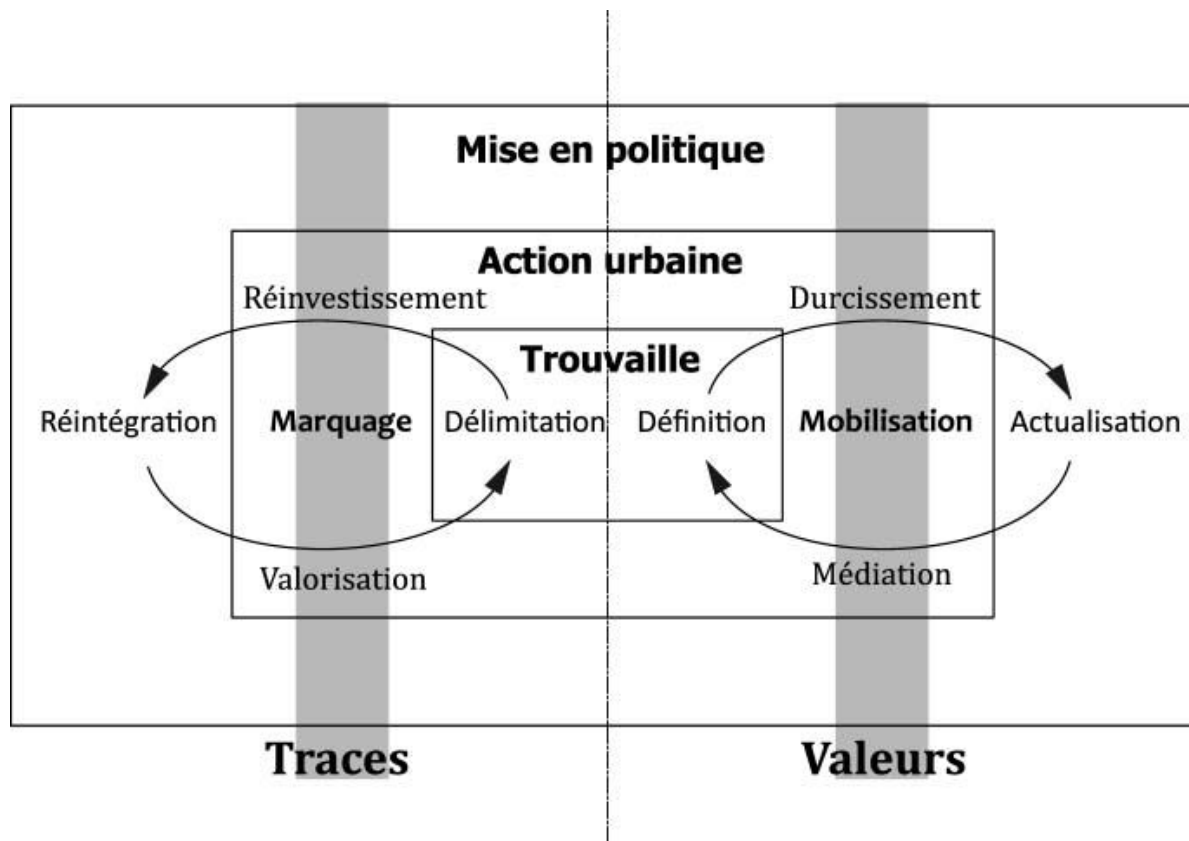 Mise en politique
Action urbaine
Réinvestissement
Durcissement
Trouvaille
Réintégration
Marquage
Délimitation
Définition
Mobilisation
Actualisation
Valorisation
Médiation
Traces
Valeurs